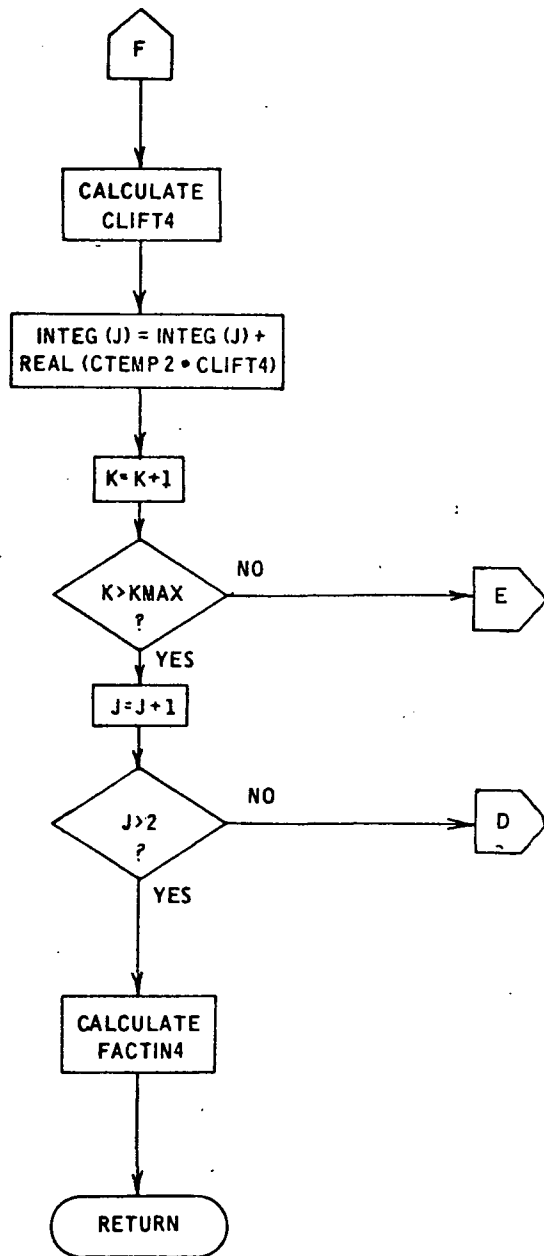 F
CALCULATE
CLIFT4
INTEG (J) = INTEG (J) +
REAL (CTEMP 2 • CLIFT4)
K= K+1
K>KMAX
?
NO
E
YES
J=J+1
J>2
?
NO
D
YES
CALCULATE
FACTIN4
RETURN